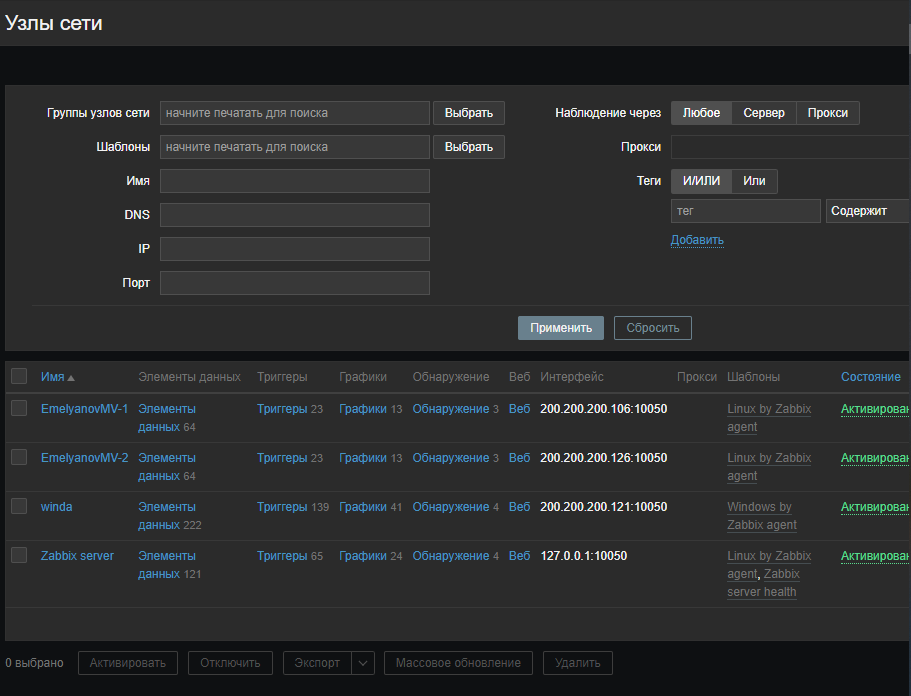 Узлы сети
Группы узлов сети начните печатать для поиска Выбрать Наблюдение через Любое Сервер Прокси
Шаблоны начните печатать для поиска Выбрать Прокси
Имя Теги И/ИЛИ Или
DNS тег Содержит
IP Добавить
Порт
Применить Сбросить
Имя Элементы данных Триггеры Графики Обнаружение Веб Интерфейс Прокси Шаблоны Состояние
EmelyanovMV-1 Элементы Триггеры 23 Графики 13 Обнаружение 3 Веб 200.200.200.106:10050 Linux by Zabbix Активирован
данных 64 agent
EmelyanovMV-2 Элементы Триггеры 23 Графики 13 Обнаружение 3 Веб 200.200.200.126:10050 Linux by Zabbix Активирован
данных 64 agent
winda Элементы Триггеры 139 Графики 41 Обнаружение 4 Веб 200.200.200.121:10050 Windows by Активирован
данных 222 Zabbix agent
Zabbix server Элементы Триггеры 65 Графики 24 Обнаружение 4 Веб 127.0.0.1:10050 Linux by Zabbix Активирован
данных 121 agent, Zabbix
server health
0 выбрано Активировать Отключить Экспорт Массовое обновление Удалить